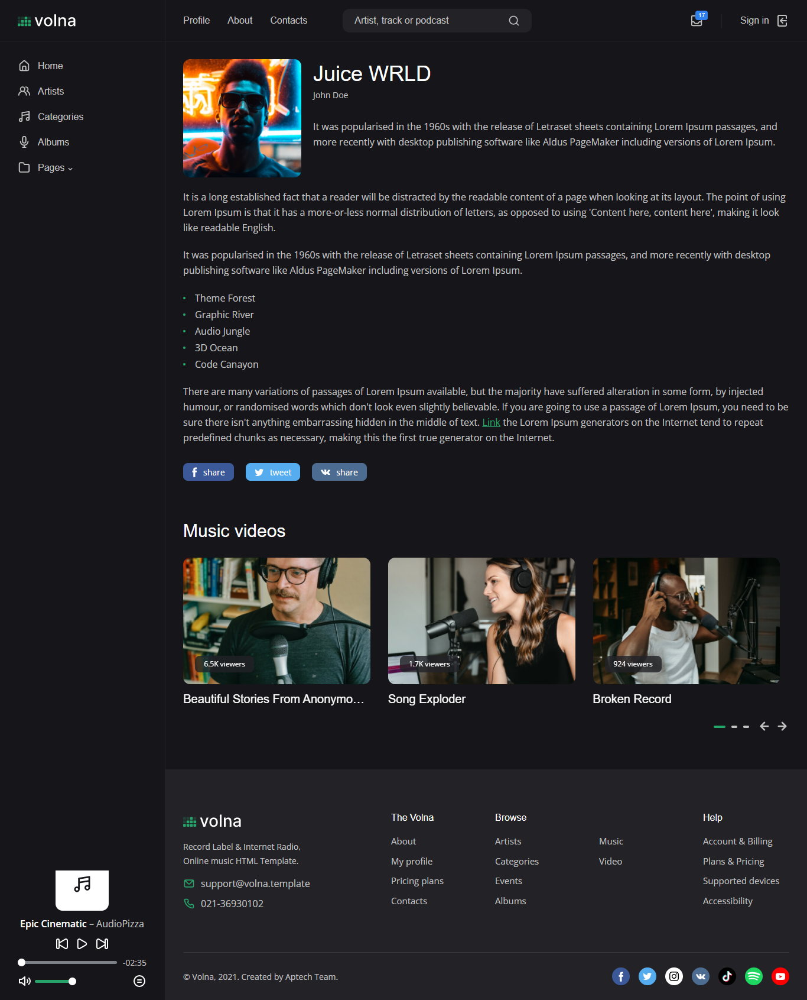 volna
Profile
About
Contacts
Artist, track or podcast
17
Sign in
Home
Artists
Categories
Albums
Pages
Juice WRLD
John Doe
It was popularised in the 1960s with the release of Letraset sheets containing Lorem Ipsum passages, and
more recently with desktop publishing software like Aldus PageMaker including versions of Lorem Ipsum.
It is a long established fact that a reader will be distracted by the readable content of a page when looking at its layout. The point of using
Lorem Ipsum is that it has a more-or-less normal distribution of letters, as opposed to using 'Content here, content here', making it look
like readable English.
It was popularised in the 1960s with the release of Letraset sheets containing Lorem Ipsum passages, and more recently with desktop
publishing software like Aldus PageMaker including versions of Lorem Ipsum.
Theme Forest
Graphic River
Audio Jungle
3D Ocean
Code Canayon
There are many variations of passages of Lorem Ipsum available, but the majority have suffered alteration in some form, by injected
humour, or randomised words which don't look even slightly believable. If you are going to use a passage of Lorem Ipsum, you need to be
sure there isn't anything embarrassing hidden in the middle of text. Link the Lorem Ipsum generators on the Internet tend to repeat
predefined chunks as necessary, making this the first true generator on the Internet.
share
tweet
share
Music videos
6.5K viewers
1.7K viewers
924 viewers
Beautiful Stories From Anonymo...
Song Exploder
Broken Record
volna
Record Label & Internet Radio,
Online music HTML Template.
support@volna.template
021-36930102
The Volna
About
My profile
Pricing plans
Contacts
Browse
Artists
Categories
Events
Albums
Music
Video
Help
Account & Billing
Plans & Pricing
Supported devices
Accessibility
Epic Cinematic – AudioPizza
-02:35
© Volna, 2021. Created by Aptech Team.